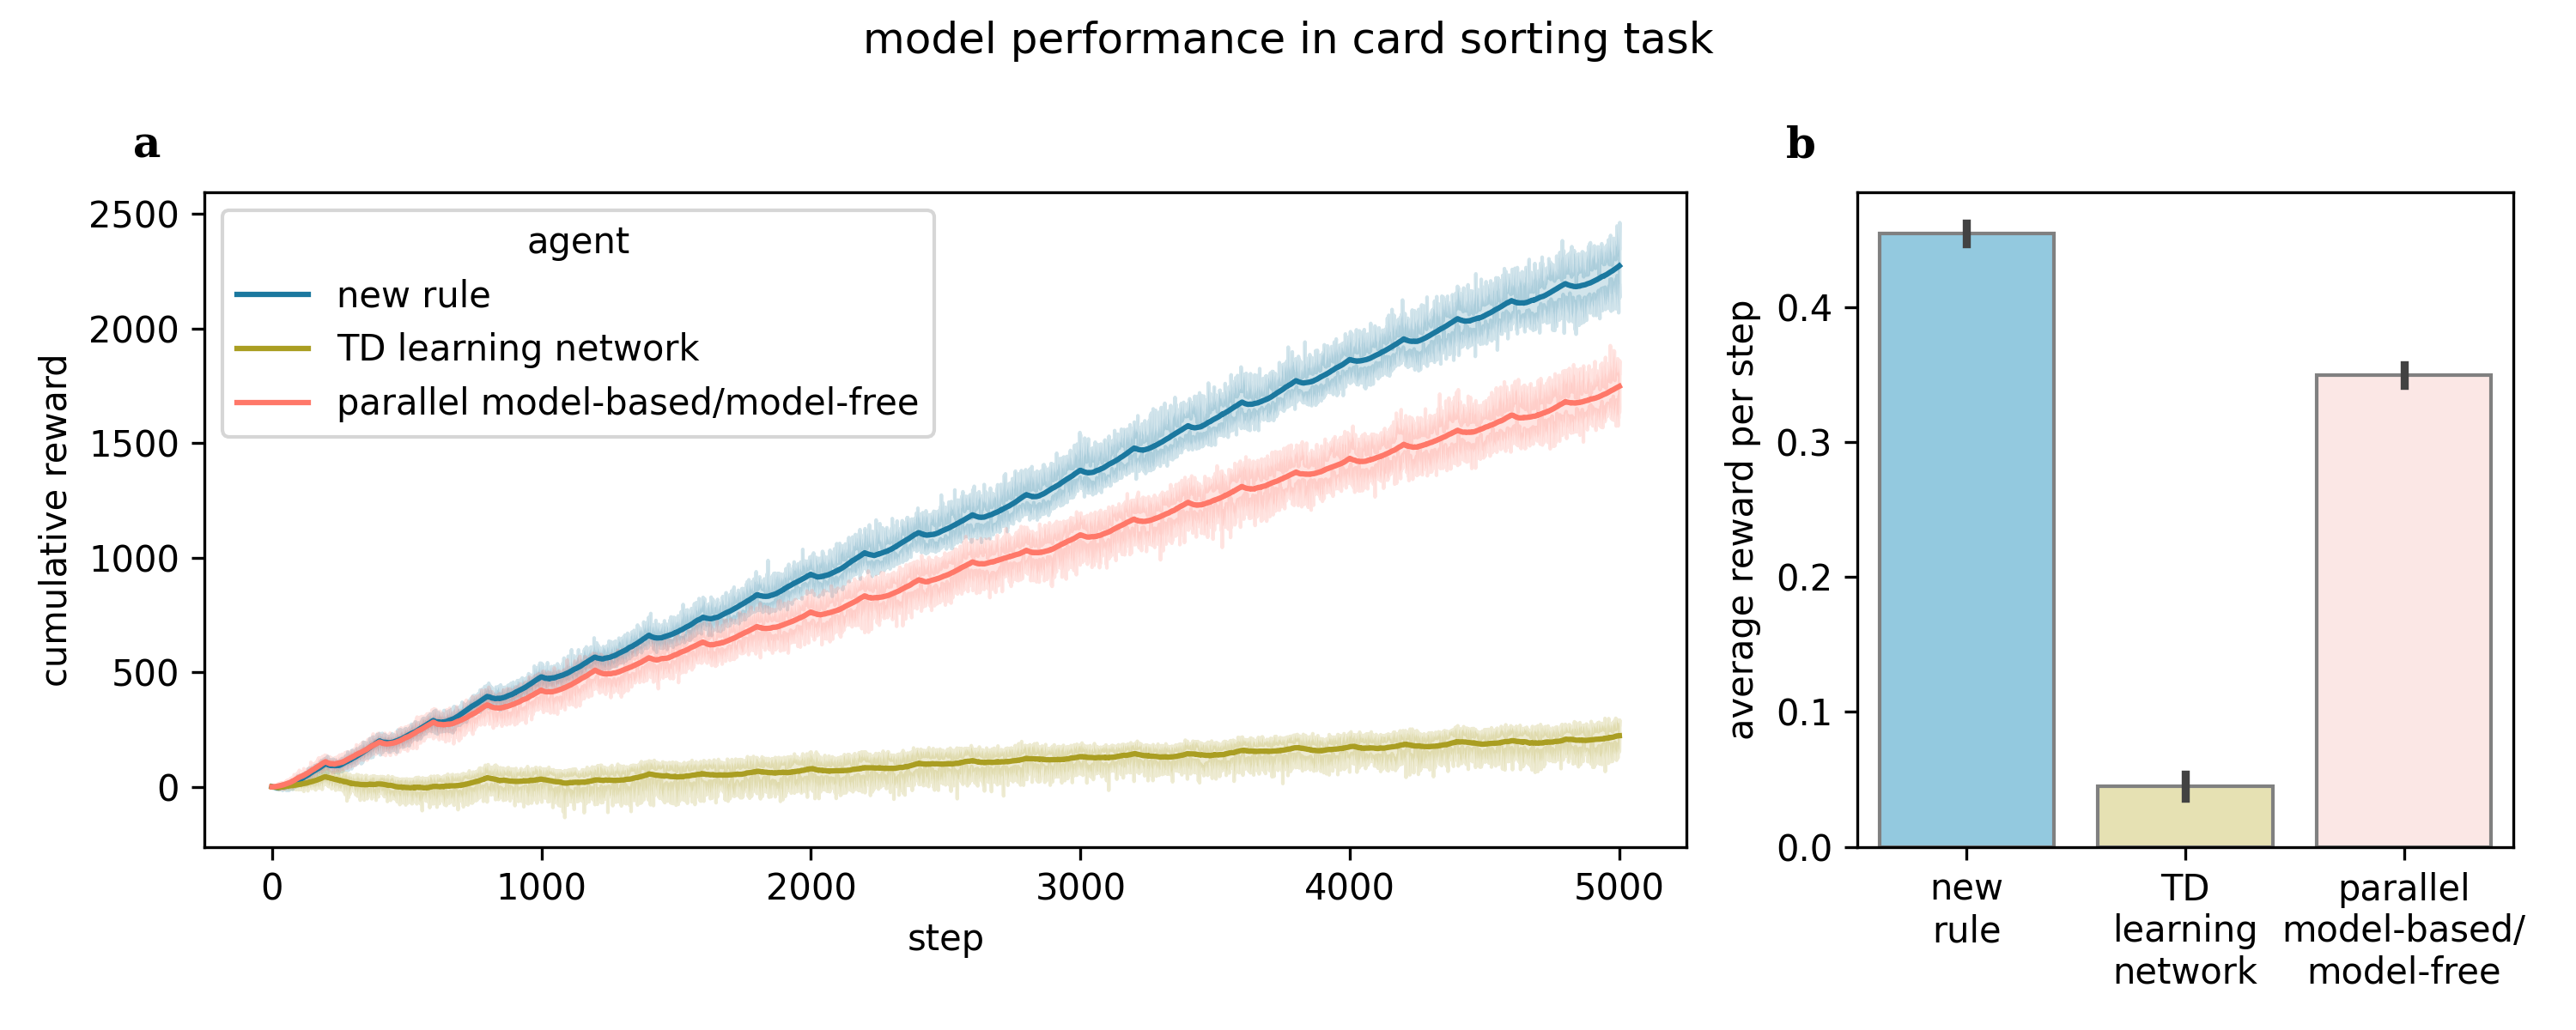 model performance in card sorting task
a
2500
2000
1500
1000
500
0
cumulative reward
agent
new rule
TD learning network
parallel model-based/model-free
0 1000 2000 3000 4000 5000
step
b
0.4
0.3
0.2
0.1
0.0
average reward per step
new
rule
TD
learning
network
parallel
model-based/
model-free